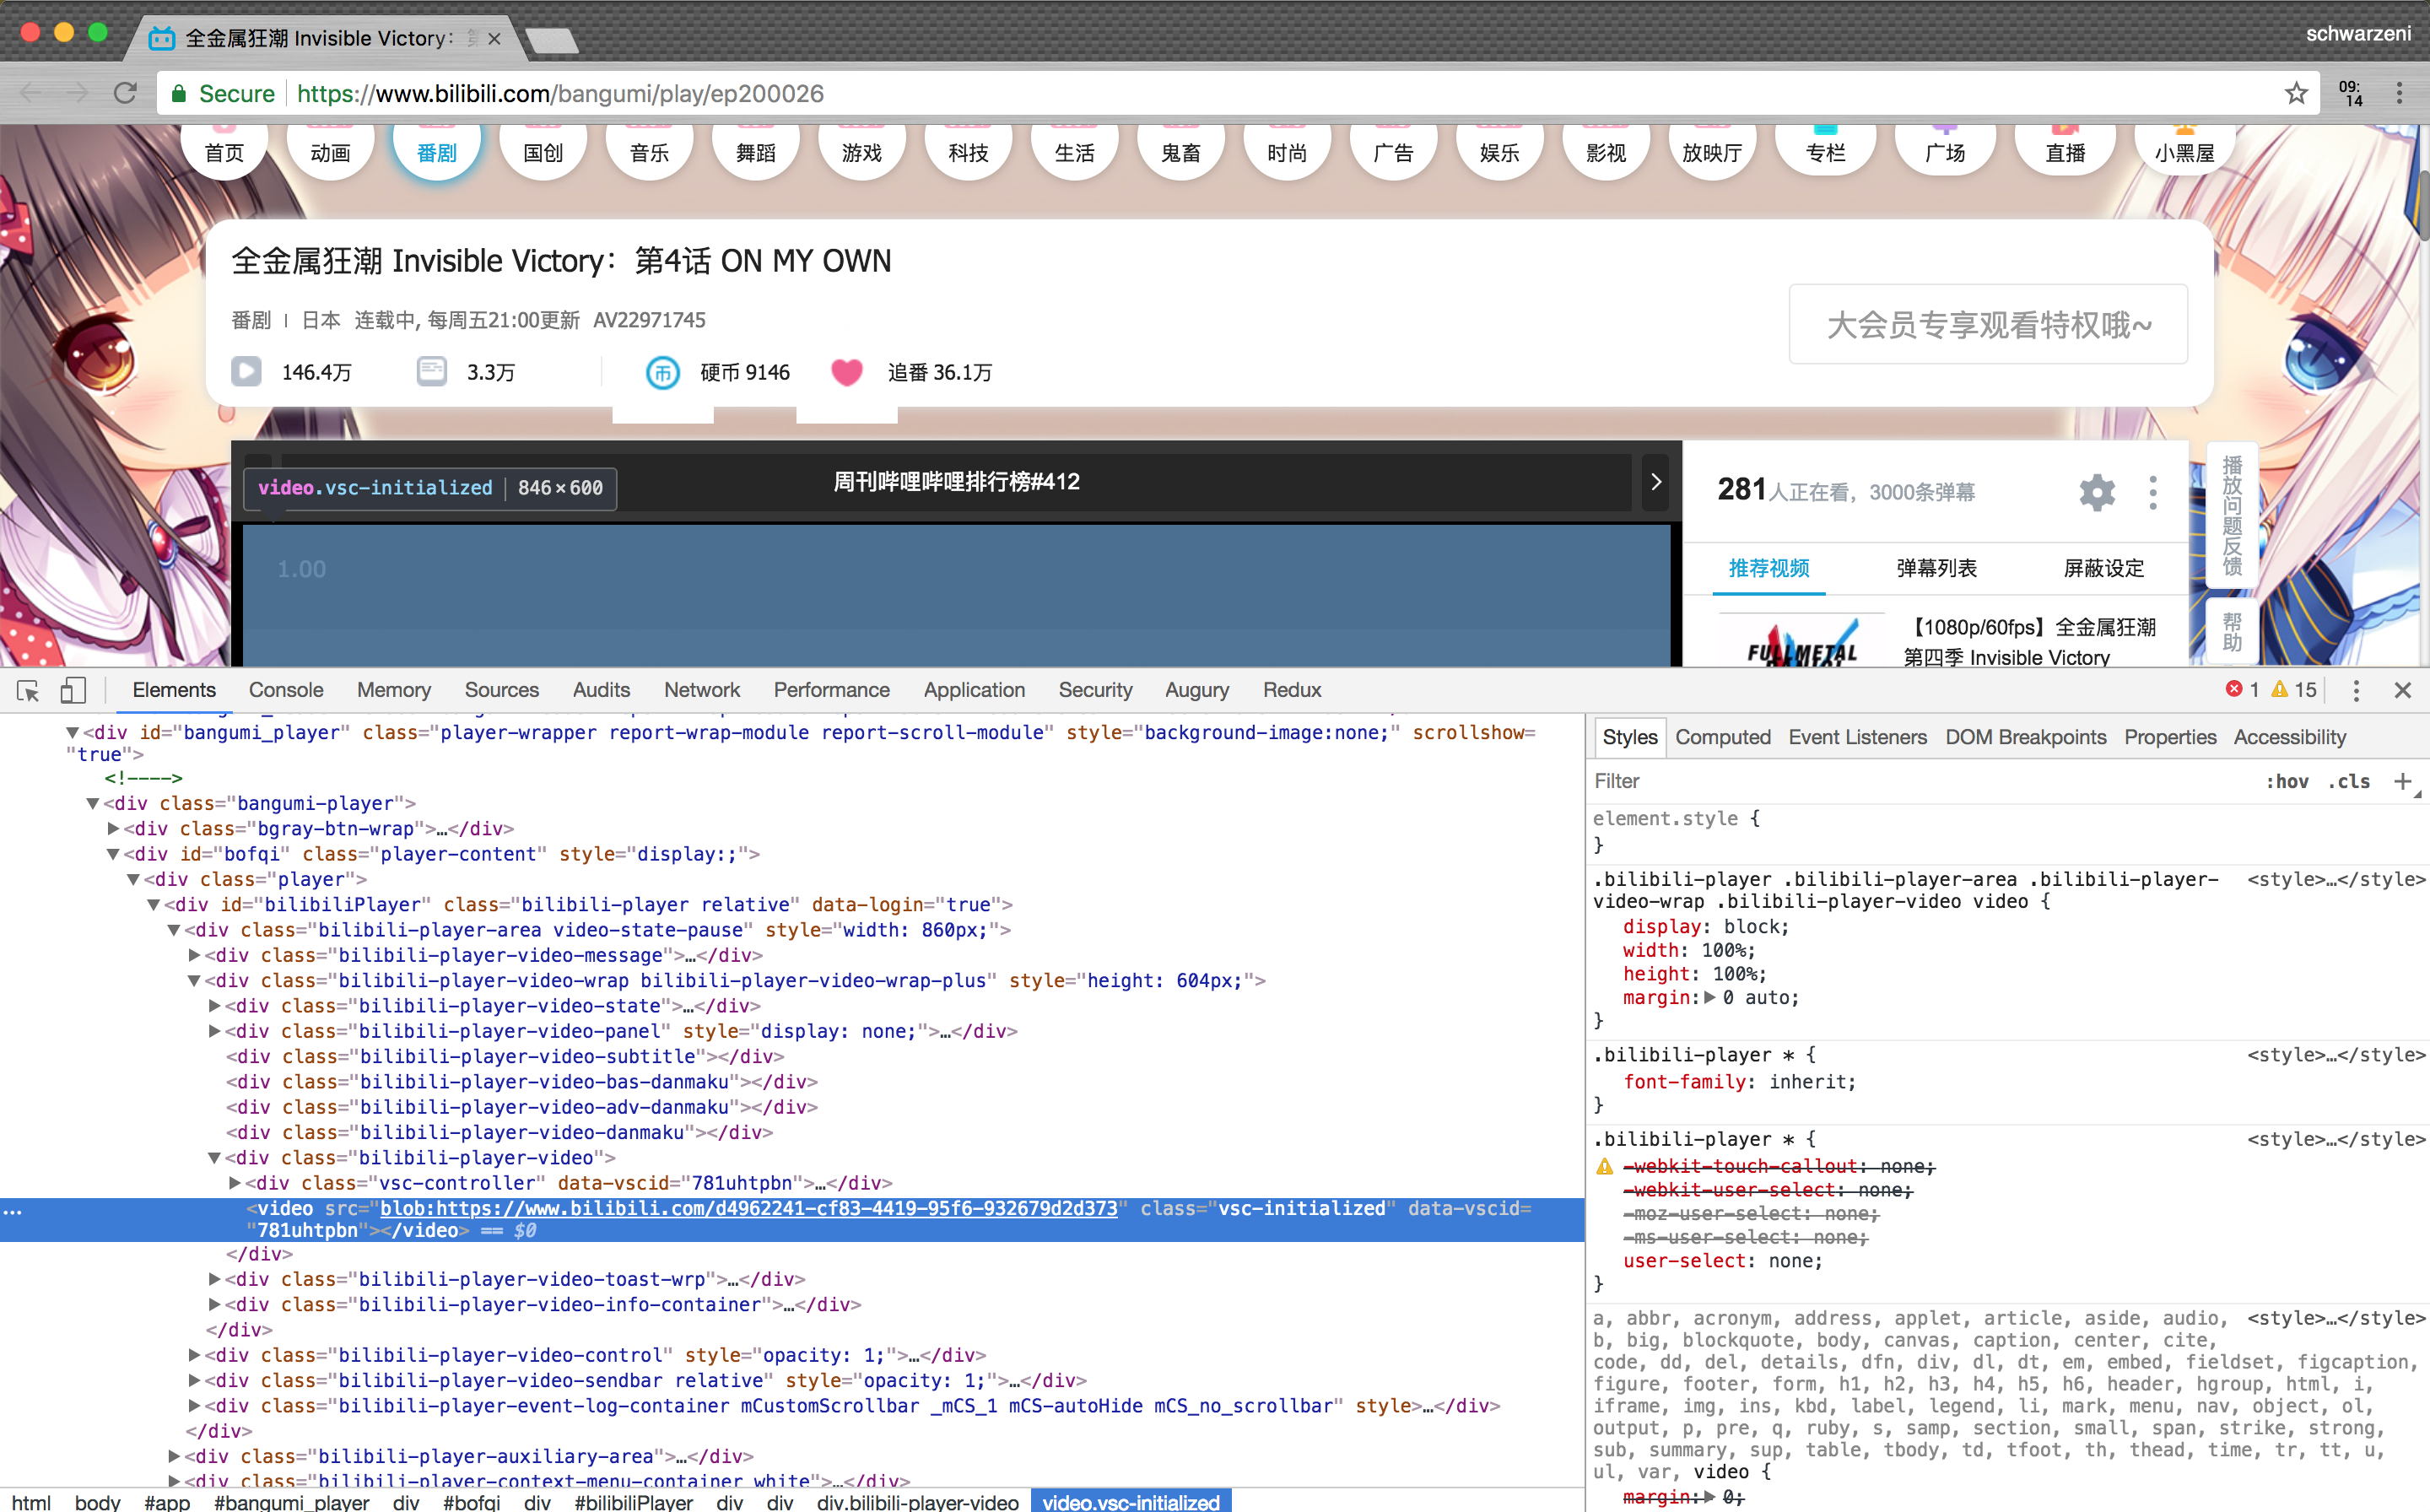 全金属狂潮 Invisible Victory：
schwarzeni
Secure
https://www.bilibili.com/bangumi/play/ep200026
09:
14
首页 动画 番剧 国创 音乐 舞蹈 游戏 科技 生活 鬼畜 时尚 广告 娱乐 影视 放映厅 专栏 广场 直播 小黑屋
全金属狂潮 Invisible Victory：第4话 ON MY OWN
番剧 | 日本 连载中, 每周五21:00更新 AV22971745
大会员专享观看特权哦~
146.4万 3.3万 币 硬币 9146 追番 36.1万
video.vsc-initialized | 846×600
周刊哔哩哔哩排行榜#412
281人正在看，3000条弹幕
播放问题反馈
1.00
推荐视频 弹幕列表 屏蔽设定
帮助
【1080p/60fps】全金属狂潮
第四季 Invisible Victory
FULLMETAL
Elements Console Memory Sources Audits Network Performance Application Security Augury Redux
1 15
<div id="bangumi_player" class="player-wrapper report-wrap-module report-scroll-module" style="background-image:none;" scrollshow=
"true">
<!---->
<div class="bangumi-player">
<div class="bgray-btn-wrap">…</div>
<div id="bofqi" class="player-content" style="display:;">
<div class="player">
<div id="bilibiliPlayer" class="bilibili-player relative" data-login="true">
<div class="bilibili-player-area video-state-pause" style="width: 860px;">
<div class="bilibili-player-video-message">…</div>
<div class="bilibili-player-video-wrap bilibili-player-video-wrap-plus" style="height: 604px;">
<div class="bilibili-player-video-state">…</div>
<div class="bilibili-player-video-panel" style="display: none;">…</div>
<div class="bilibili-player-video-subtitle"></div>
<div class="bilibili-player-video-bas-danmaku"></div>
<div class="bilibili-player-video-adv-danmaku"></div>
<div class="bilibili-player-video-danmaku"></div>
<div class="bilibili-player-video">
<div class="vsc-controller" data-vscid="781uhtpbn">…</div>
… <video src="blob:https://www.bilibili.com/d4962241-cf83-4419-95f6-932679d2d373" class="vsc-initialized" data-vscid=
"781uhtpbn"></video> == $0
</div>
<div class="bilibili-player-video-toast-wrp">…</div>
<div class="bilibili-player-video-info-container">…</div>
</div>
<div class="bilibili-player-video-control" style="opacity: 1;">…</div>
<div class="bilibili-player-video-sendbar relative" style="opacity: 1;">…</div>
<div class="bilibili-player-event-log-container mCustomScrollbar _mCS_1 mCS-autoHide mCS_no_scrollbar" style>…</div>
</div>
<div class="bilibili-player-auxiliary-area">…</div>
<div class="bilibili-player-context-menu-container white">…</div>
html body #app #bangumi_player div #bofqi div #bilibiliPlayer div div div.bilibili-player-video video.vsc-initialized
Styles Computed Event Listeners DOM Breakpoints Properties Accessibility
Filter :hov .cls +
element.style {
}
.bilibili-player .bilibili-player-area .bilibili-player- <style>…</style>
video-wrap .bilibili-player-video video {
display: block;
width: 100%;
height: 100%;
margin: 0 auto;
}
.bilibili-player * { <style>…</style>
font-family: inherit;
}
.bilibili-player * { <style>…</style>
-webkit-touch-callout: none;
-webkit-user-select: none;
-moz-user-select: none;
-ms-user-select: none;
user-select: none;
}
a, abbr, acronym, address, applet, article, aside, audio, <style>…</style>
b, big, blockquote, body, canvas, caption, center, cite,
code, dd, del, details, dfn, div, dl, dt, em, embed, fieldset, figcaption,
figure, footer, form, h1, h2, h3, h4, h5, h6, header, hgroup, html, i,
iframe, img, ins, kbd, label, legend, li, mark, menu, nav, object, ol,
output, p, pre, q, ruby, s, samp, section, small, span, strike, strong,
sub, summary, sup, table, tbody, td, tfoot, th, thead, time, tr, tt, u,
ul, var, video {
margin: 0;